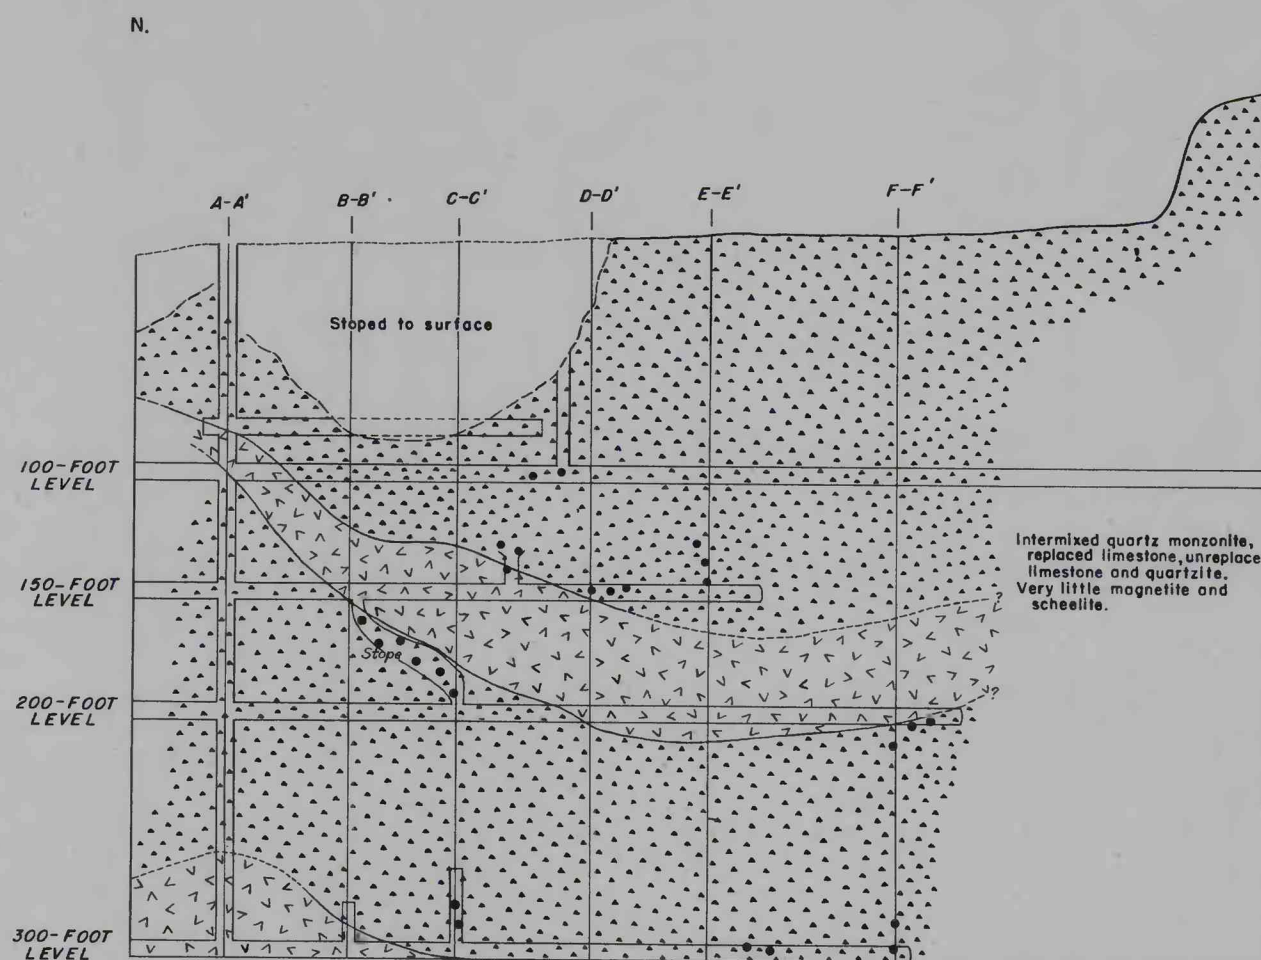 N.
A-A'
B-B'
C-C'
D-D'
E-E'
F-F'
Stoped to surface
100-FOOT
LEVEL
Intermixed quartz monzonite,
replaced limestone, unreplace
limestone and quartzite.
Very little magnetite and
scheelite.
150-FOOT
LEVEL
?
Stope
?
200-FOOT
LEVEL
300-FOOT
LEVEL